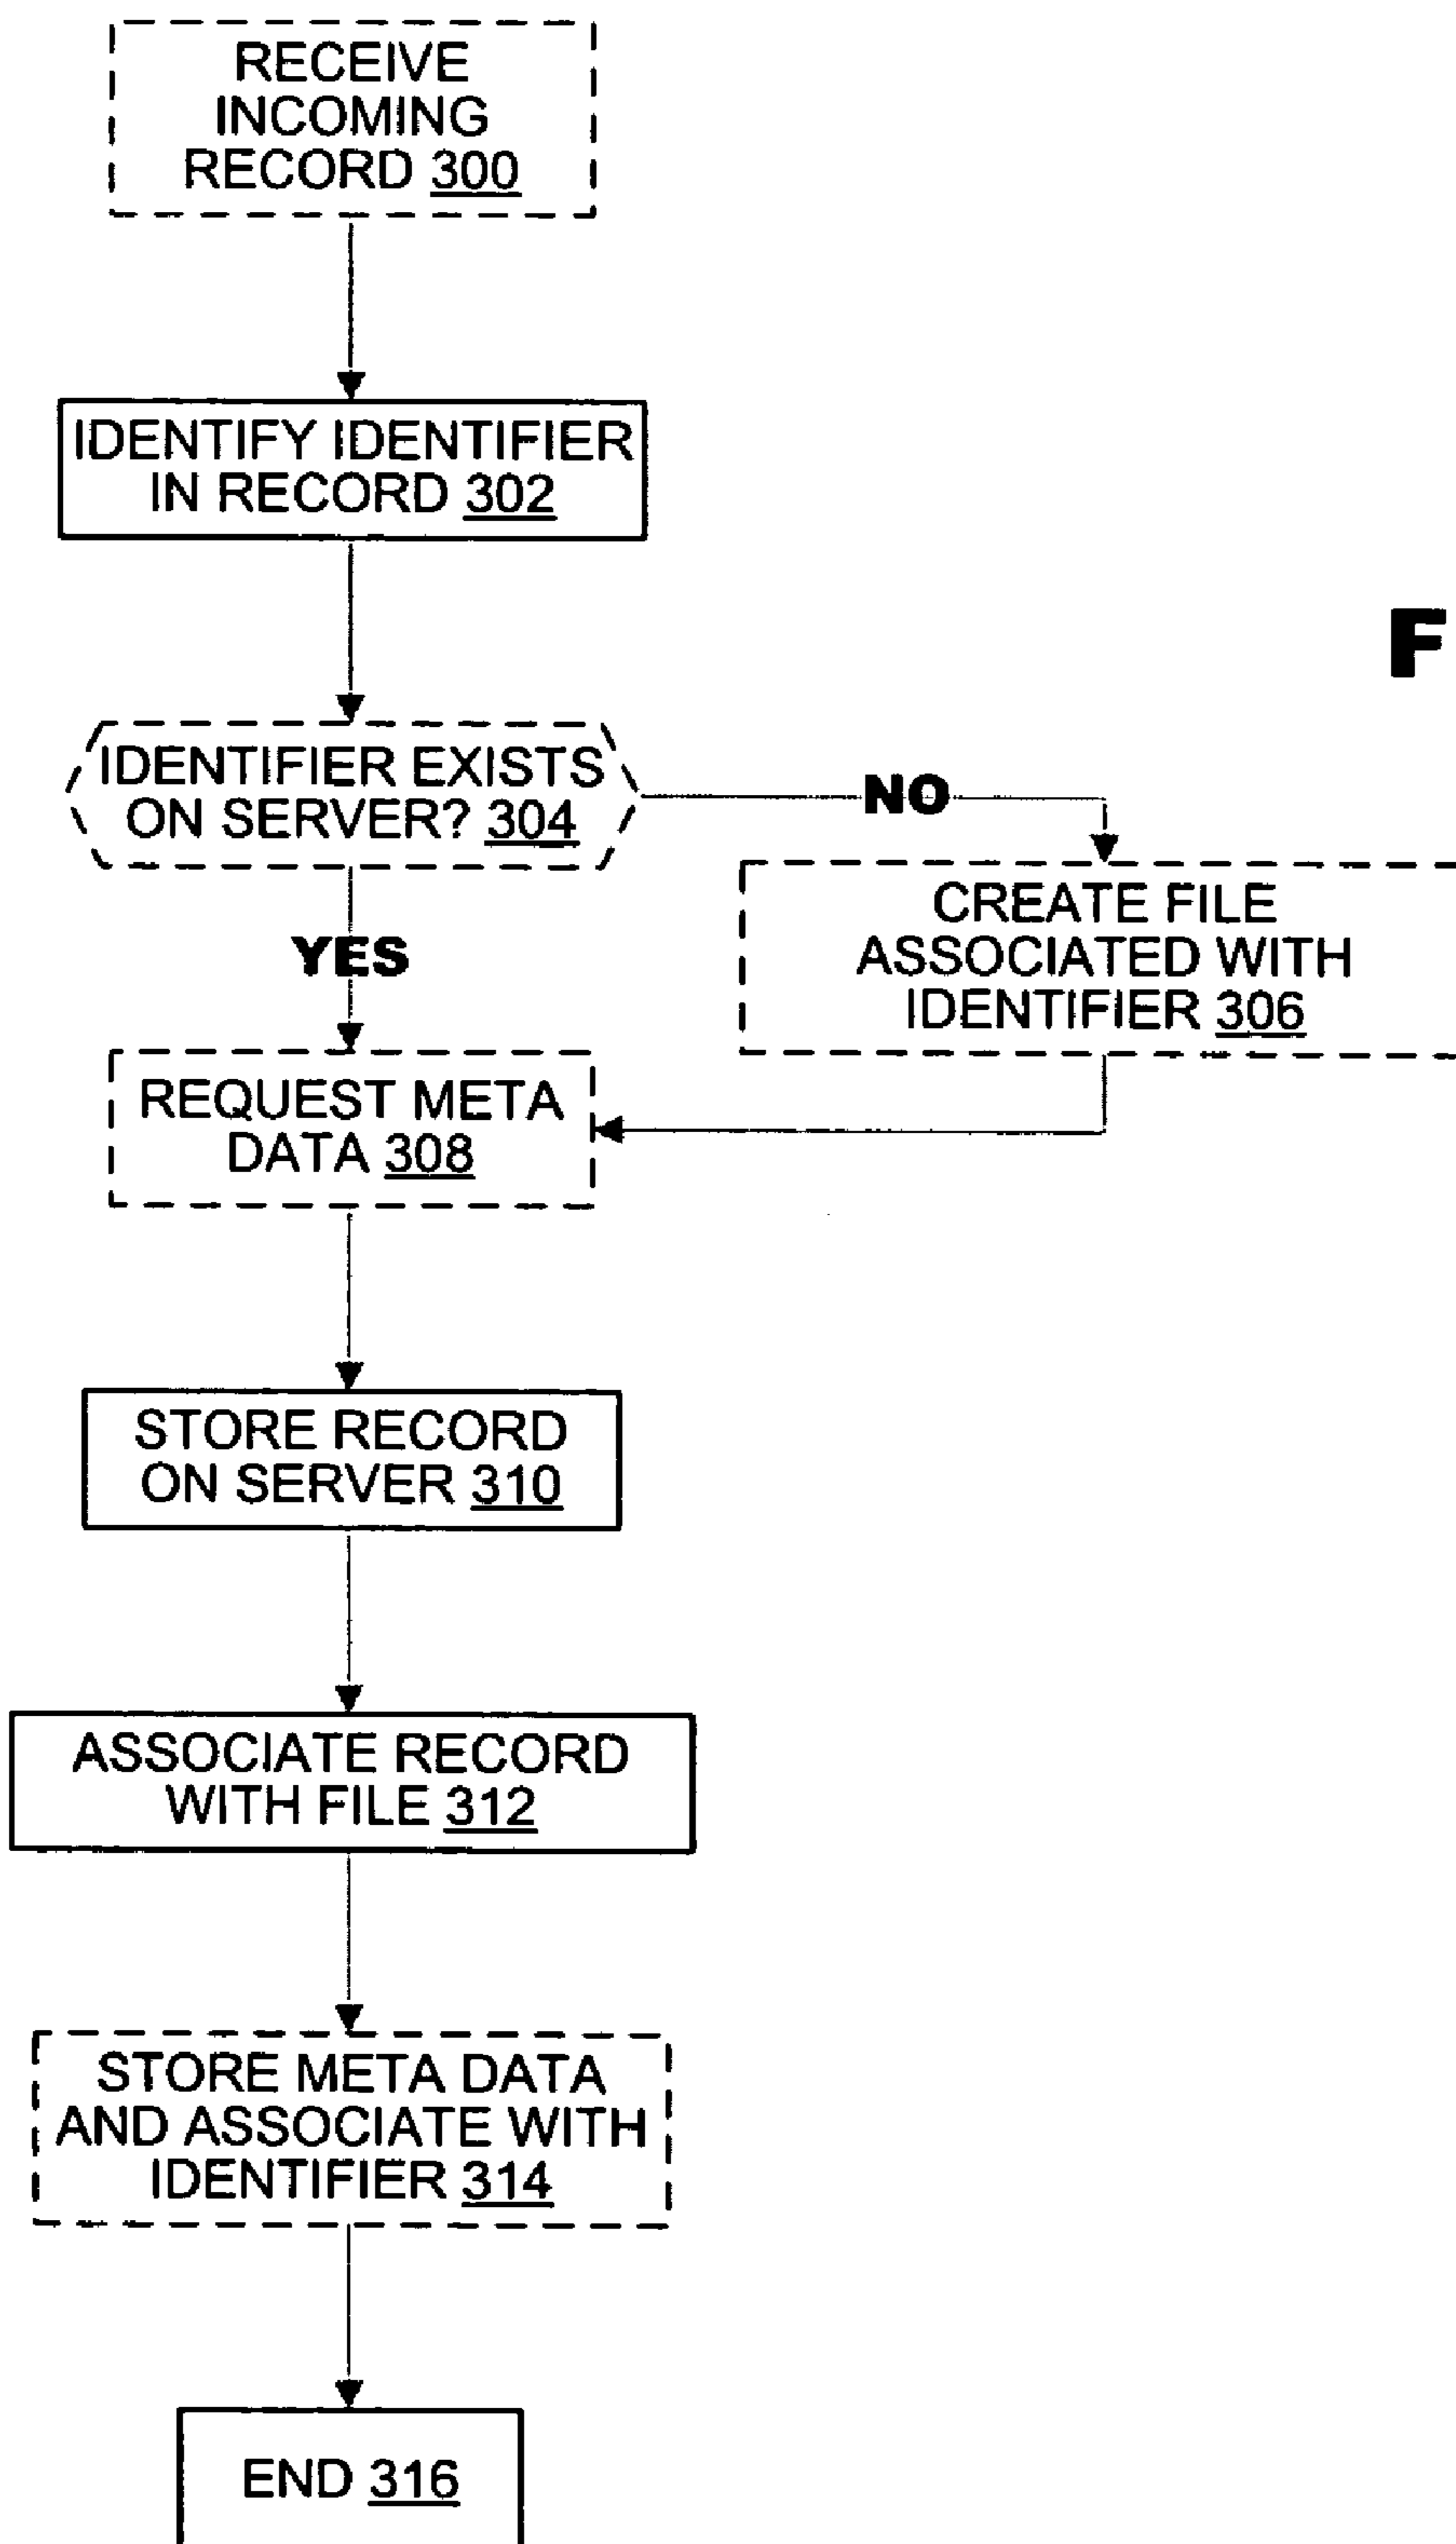 RECEIVE
INCOMING
RECORD 300
IDENTIFY IDENTIFIER
IN RECORD 302
F
IDENTIFIER EXISTS
ON SERVER? 304
NO
CREATE FILE
ASSOCIATED WITH
IDENTIFIER 306
YES
REQUEST META
DATA 308
STORE RECORD
ON SERVER 310
ASSOCIATE RECORD
WITH FILE 312
STORE META DATA
AND ASSOCIATE WITH
IDENTIFIER 314
END 316